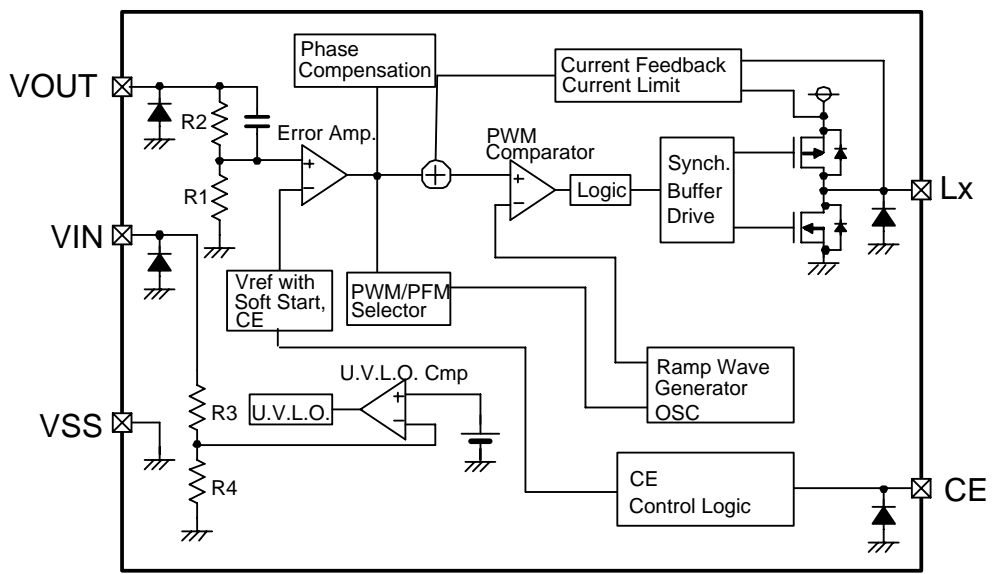 Phase
Compensation
Current Feedback
Current Limit
VOUT
R2
Error Amp.
+
−
R1
PWM
Comparator
+
−
Logic
Synch.
Buffer
Drive
Lx
VIN
Vref with
Soft Start,
CE
PWM/PFM
Selector
Ramp Wave
Generator
OSC
U.V.L.O. Cmp
U.V.L.O.
+
−
R3
VSS
R4
CE
Control Logic
CE